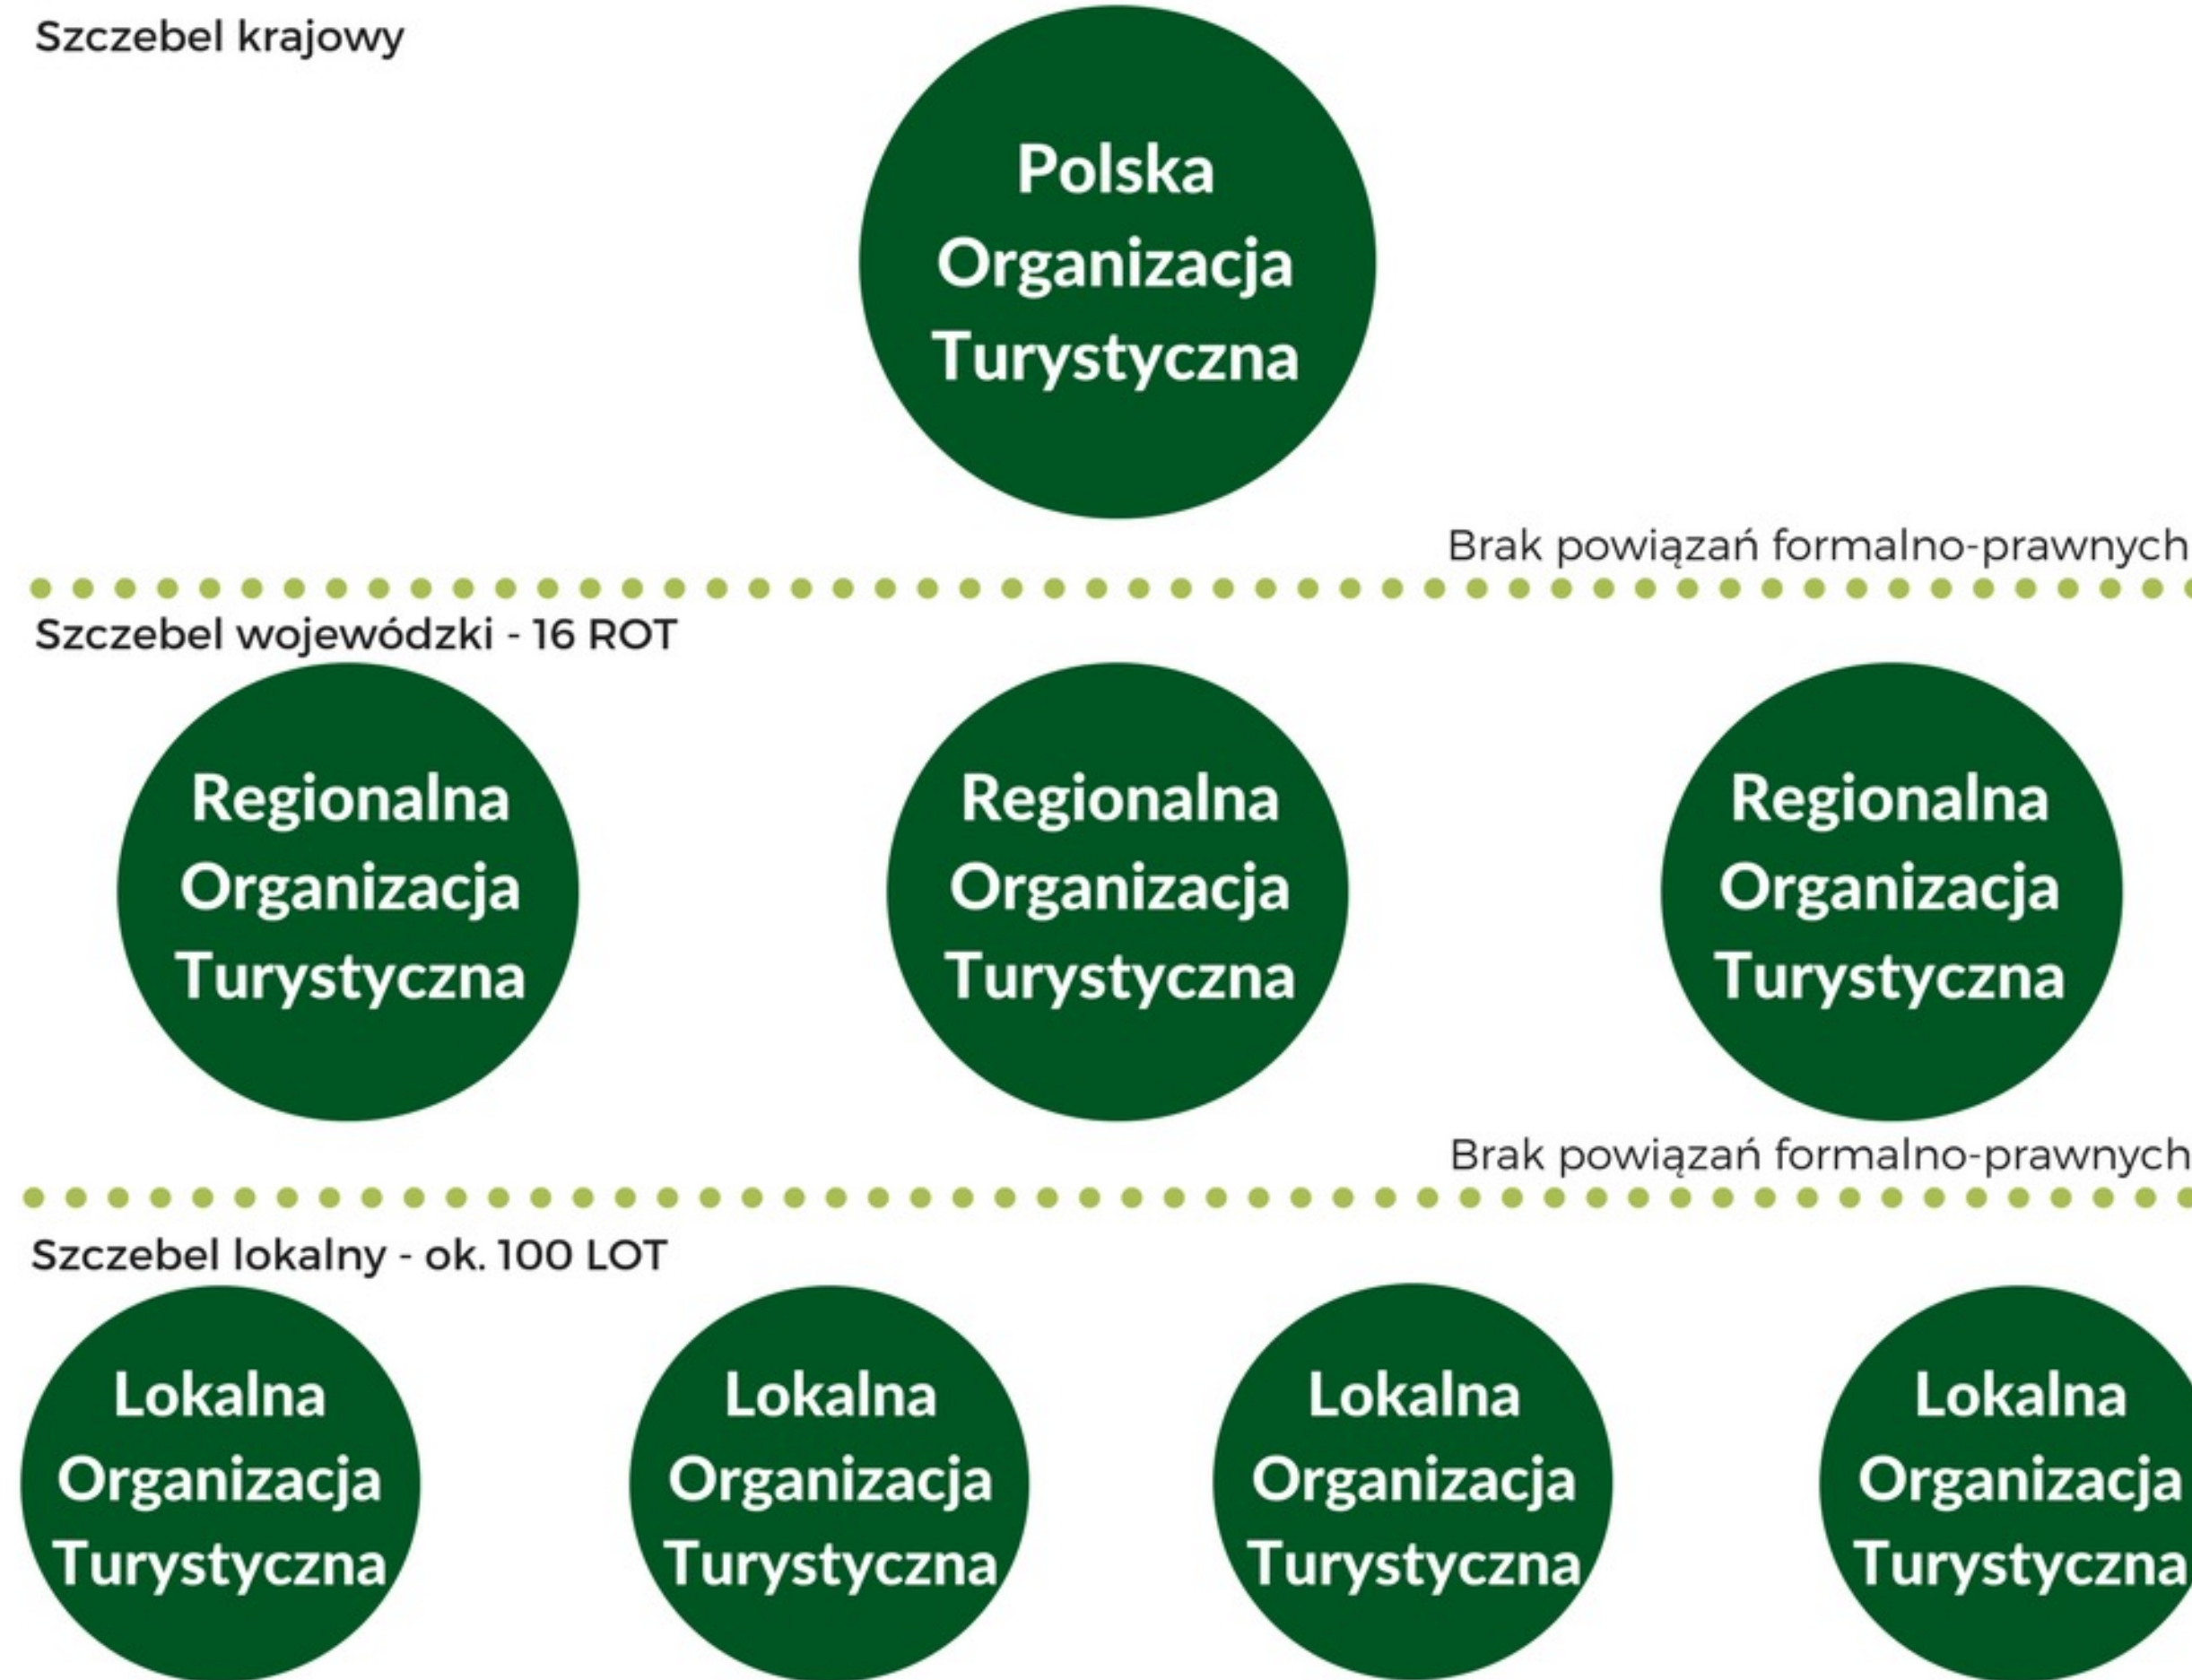 Szczebel krajowy
Polska
Organizacja
Turystyczna
Brak powiązań formalno-prawnych
Szczebel wojewódzki - 16 ROT
Regionalna
Organizacja
Turystyczna
Regionalna
Organizacja
Turystyczna
Regionalna
Organizacja
Turystyczna
Brak powiązań formalno-prawnych
Szczebel lokalny - ok. 100 LOT
Lokalna
Organizacja
Turystyczna
Lokalna
Organizacja
Turystyczna
Lokalna
Organizacja
Turystyczna
Lokalna
Organizacja
Turystyczna